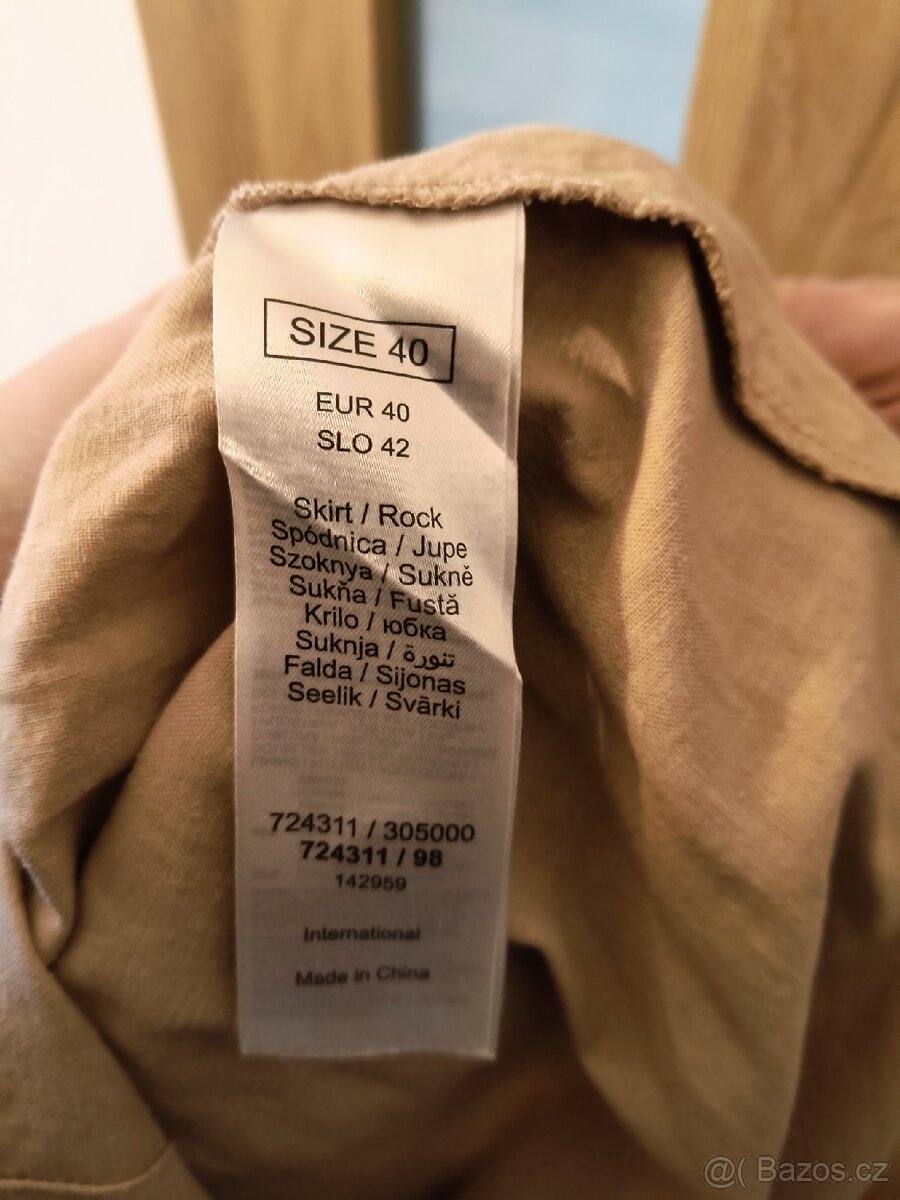 SIZE 40
EUR 40
SLO 42
Skirt / Rock
Spódnica / Jupe
Szoknya / Sukně
Sukňa / Fustă
Krilo / юбка
Suknja / تنورة
Falda / Sijonas
Seelik / Svārki
724311 / 305000
724311 / 98
142959
International
Made in China
@( Bazos.cz